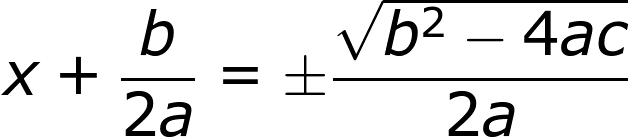 x + b/2a = ±√(b² − 4ac)/2a